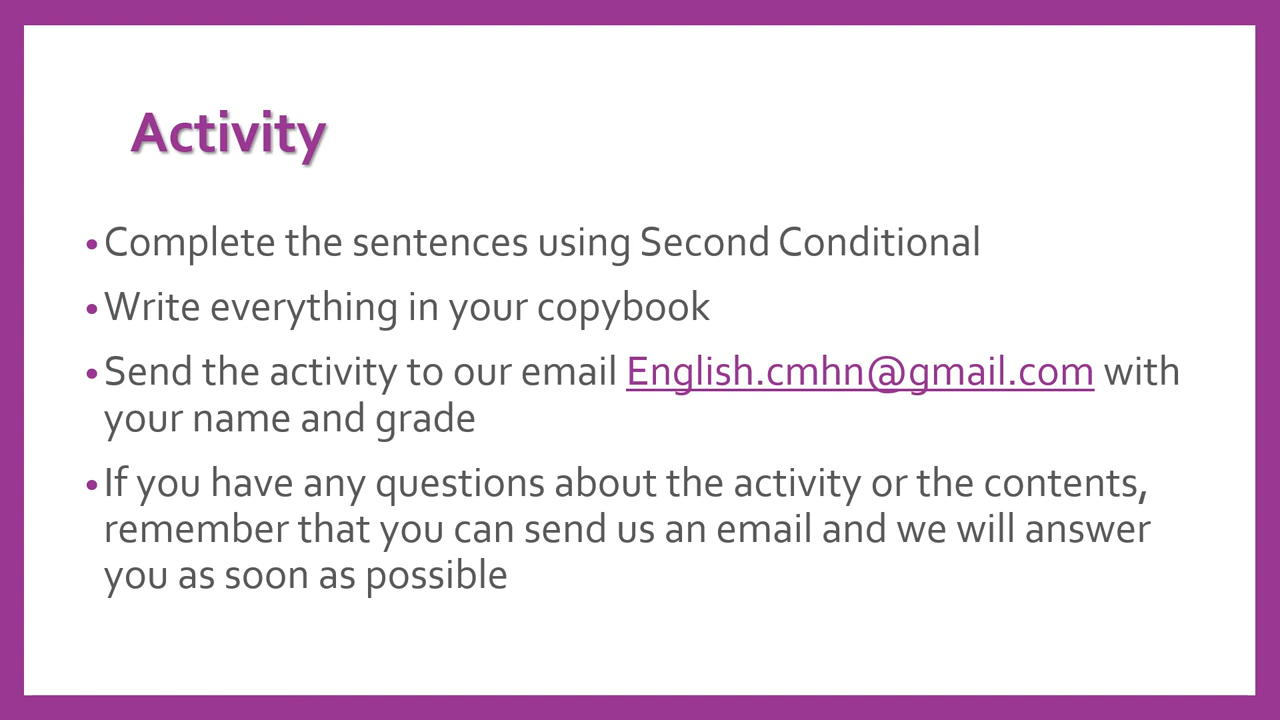 Activity
•Complete the sentences using Second Conditional
•Write everything in your copybook
•Send the activity to our email English.cmhn@gmail.com with
your name and grade
•If you have any questions about the activity or the contents,
remember that you can send us an email and we will answer
you as soon as possible